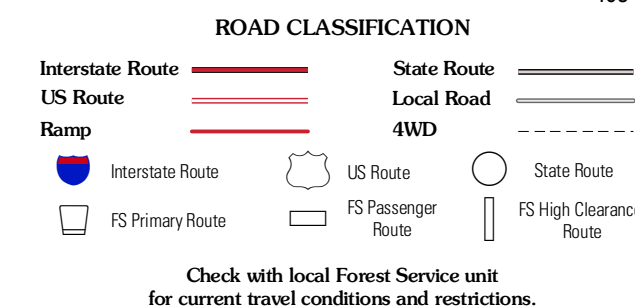 ROAD CLASSIFICATION
Interstate Route
State Route
US Route
Local Road
Ramp
4WD
Interstate Route
US Route
State Route
FS Primary Route
FS Passenger
Route
FS High Clearance
Route
Check with local Forest Service unit
for current travel conditions and restrictions.